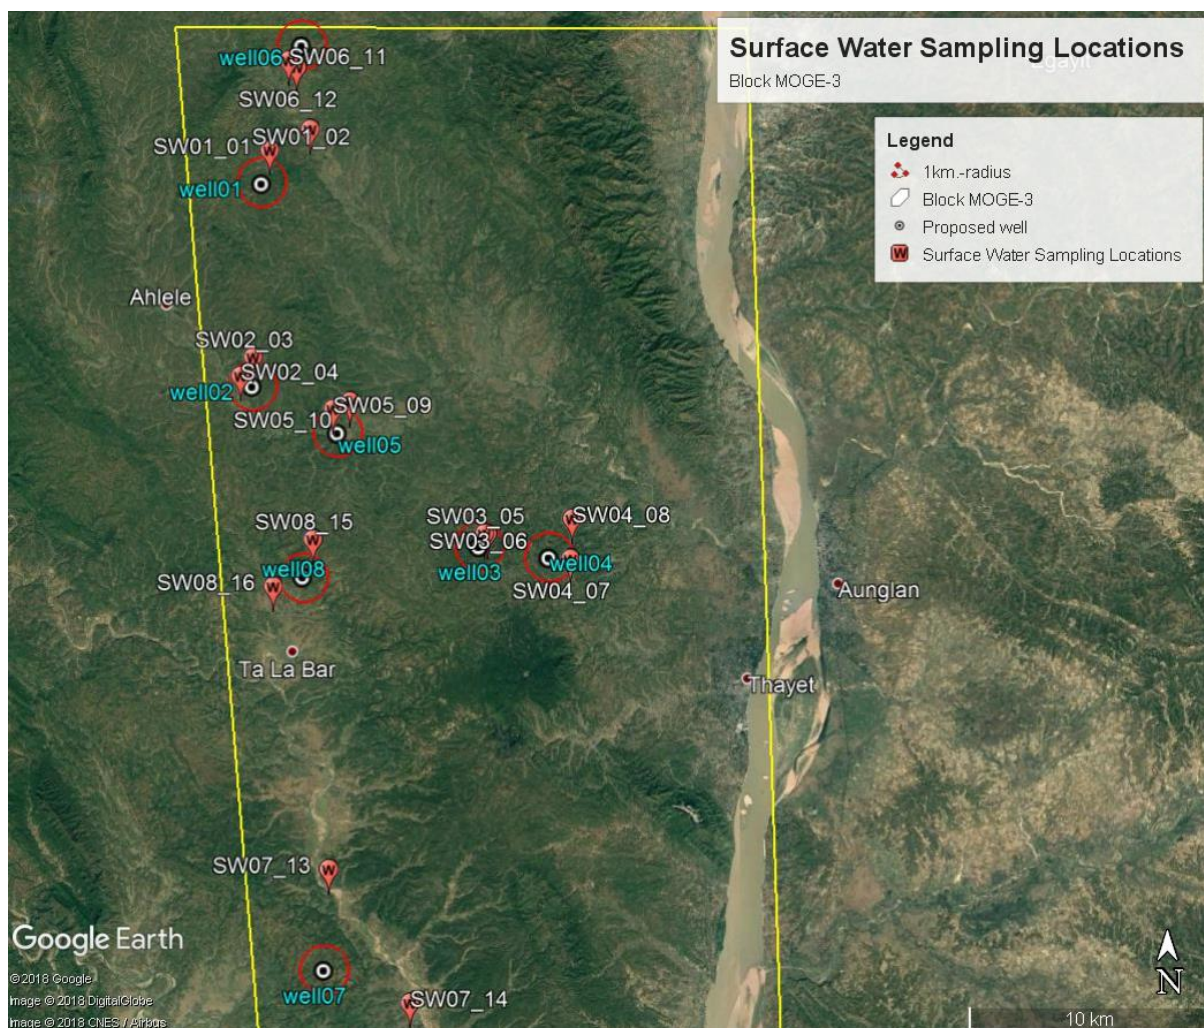 Surface Water Sampling Locations
Block MOGE-3
Legend
1km.-radius
Block MOGE-3
Proposed well
Surface Water Sampling Locations
well06
SW06_11
SW06_12
SW01_01
SW01_02
well01
Ahlele
SW02_03
SW02_04
well02
SW05_09
SW05_10
well05
SW03_05
SW03_06
well03
SW04_08
well04
SW04_07
SW08_15
well08
SW08_16
Ta La Bar
Aunglan
Thayet
SW07_13
well07
SW07_14
Google Earth
© 2018 Google
Image © 2018 DigitalGlobe
Image © 2018 CNES / Airbus
N
10 km